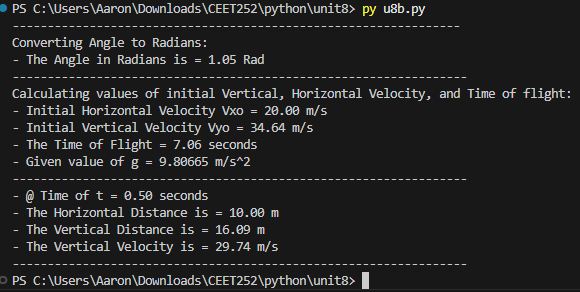 PS C:\Users\Aaron\Downloads\CEET252\python\unit8> py u8b.py
-----------------------------------------------------------------
Converting Angle to Radians:
- The Angle in Radians is = 1.05 Rad
------------------------------------------------------------------
Calculating values of initial Vertical, Horizontal Velocity, and Time of flight:
- Initial Horizontal Velocity Vxo = 20.00 m/s
- Initial Vertical Velocity Vyo = 34.64 m/s
- The Time of Flight = 7.06 seconds
- Given value of g = 9.80665 m/s^2
------------------------------------------------------------------
- @ Time of t = 0.50 seconds
- The Horizontal Distance is = 10.00 m
- The Vertical Distance is = 16.09 m
- The Vertical Velocity is = 29.74 m/s
------------------------------------------------------------------
PS C:\Users\Aaron\Downloads\CEET252\python\unit8>